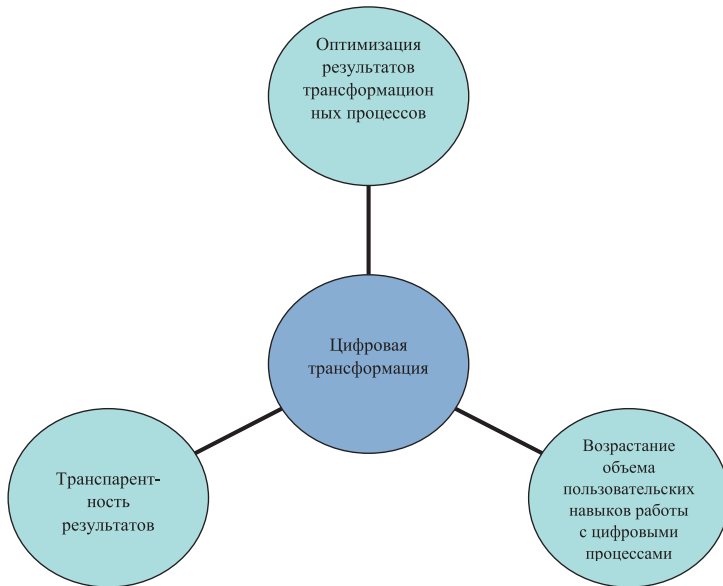 Оптимизация
результатов
трансформацион
ных процессов
Цифровая
трансформация
Транспарент-
ность
результатов
Возрастание
объема
пользовательских
навыков работы
с цифровыми
процессами